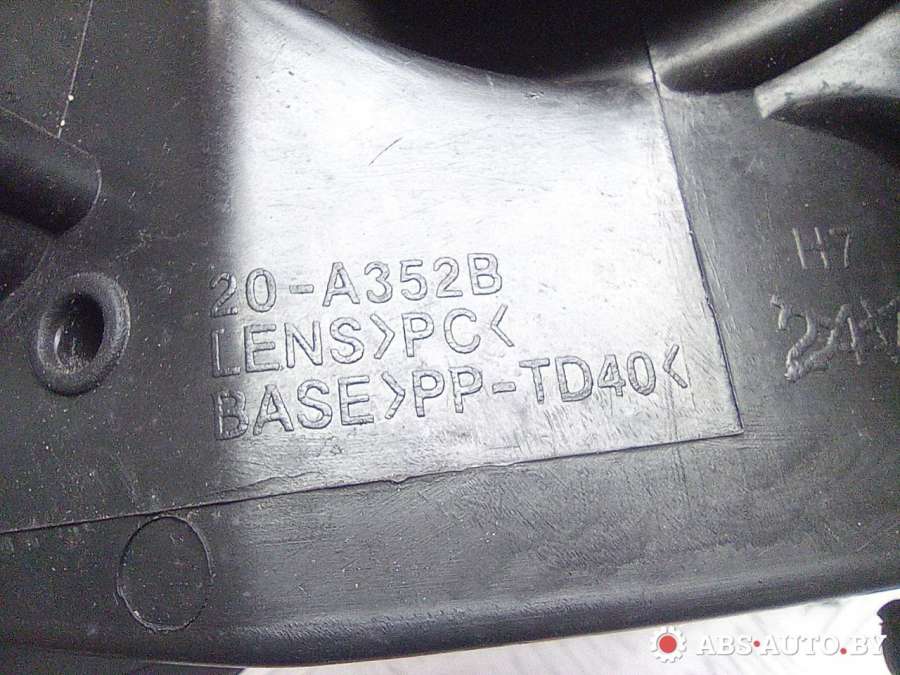 20-A352B
LENS>PC<
BASE>PP-TD40<
H7
ABS-AUTO.BY